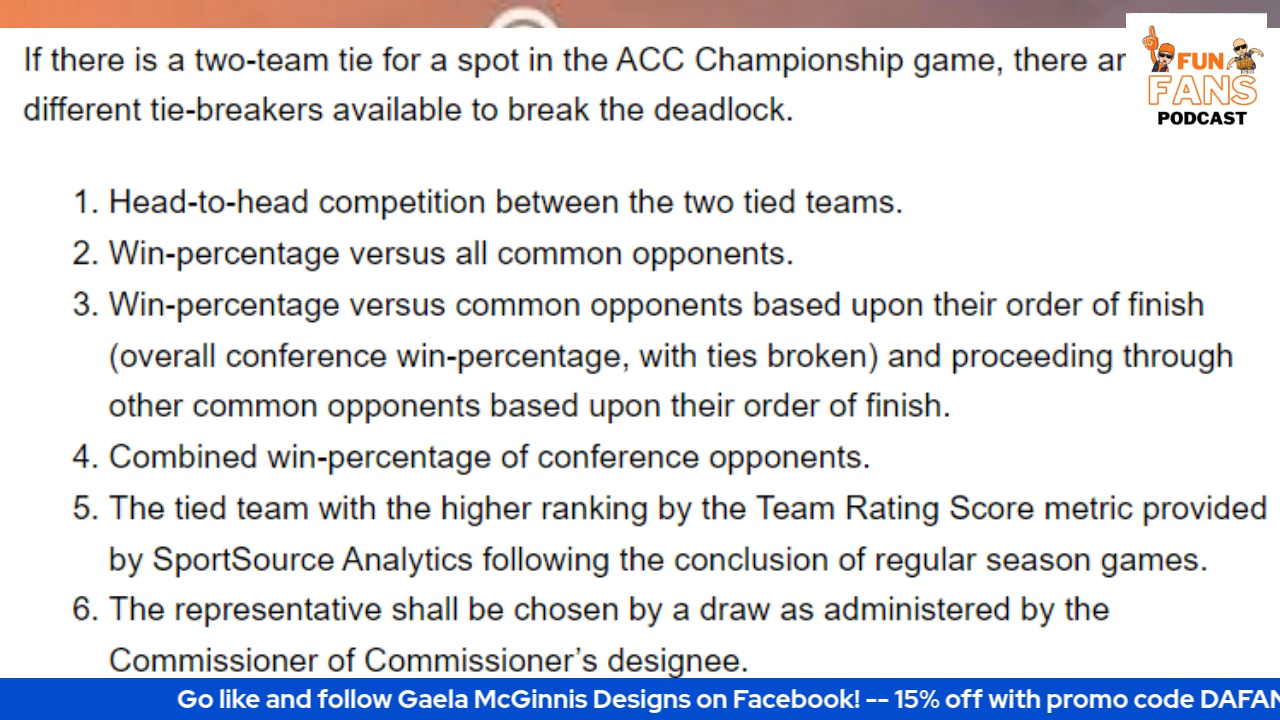 If there is a two-team tie for a spot in the ACC Championship game, there ar
different tie-breakers available to break the deadlock.
1. Head-to-head competition between the two tied teams.
2. Win-percentage versus all common opponents.
3. Win-percentage versus common opponents based upon their order of finish
(overall conference win-percentage, with ties broken) and proceeding through
other common opponents based upon their order of finish.
4. Combined win-percentage of conference opponents.
5. The tied team with the higher ranking by the Team Rating Score metric provided
by SportSource Analytics following the conclusion of regular season games.
6. The representative shall be chosen by a draw as administered by the
Commissioner of Commissioner’s designee.
FUN
FANS
PODCAST
Go like and follow Gaela McGinnis Designs on Facebook! -- 15% off with promo code DAFAN